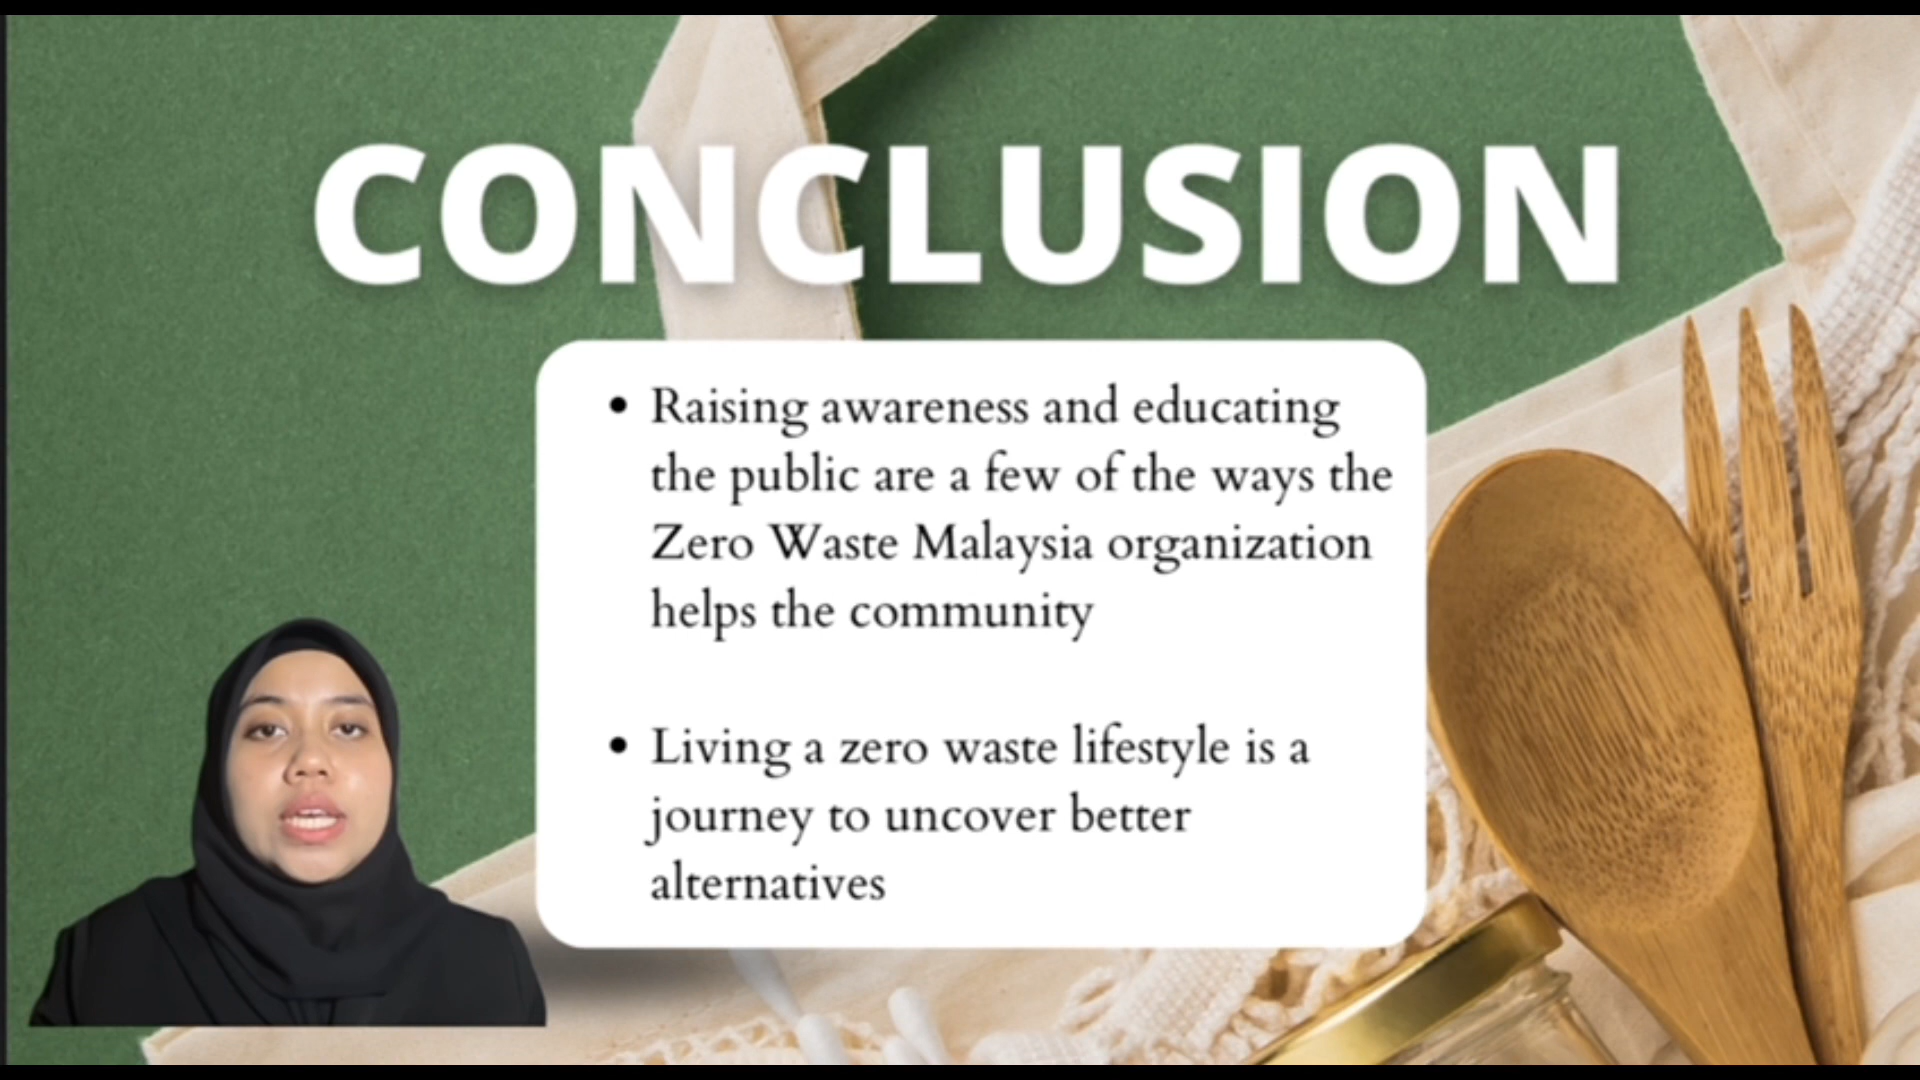 CONCLUSION
• Raising awareness and educating
the public are a few of the ways the
Zero Waste Malaysia organization
helps the community
• Living a zero waste lifestyle is a
journey to uncover better
alternatives